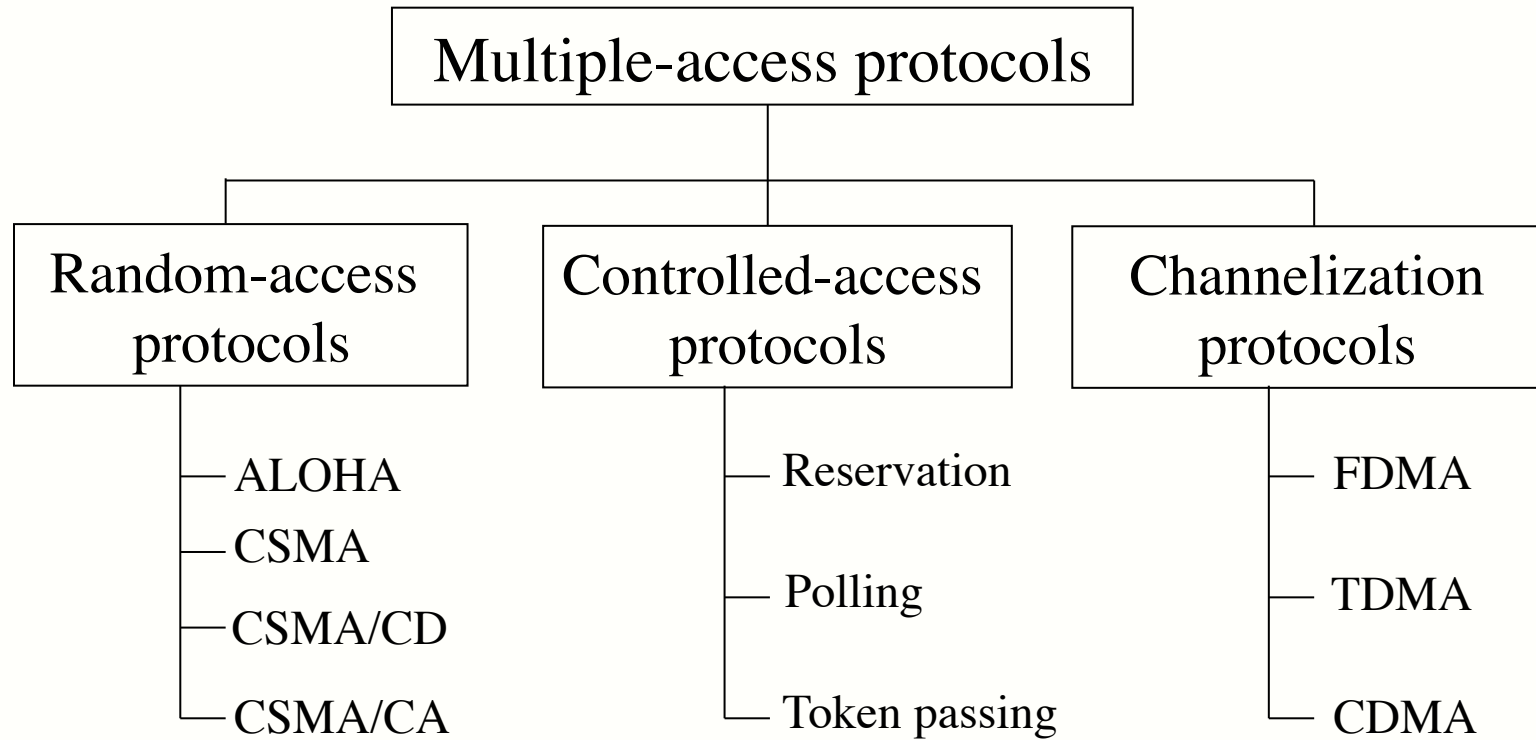 Multiple-access protocols
Random-access
protocols
Controlled-access
protocols
Channelization
protocols
ALOHA
CSMA
CSMA/CD
CSMA/CA
Reservation
Polling
Token passing
FDMA
TDMA
CDMA